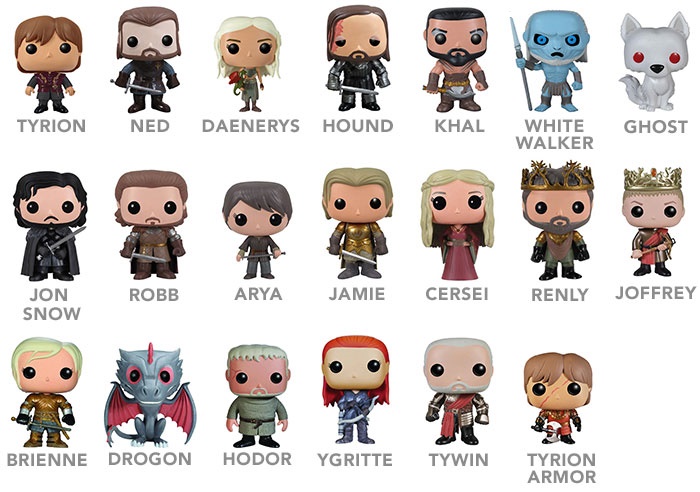 TYRION
NED
DAENERYS
HOUND
KHAL
WHITE
WALKER
GHOST
JON
SNOW
ROBB
ARYA
JAMIE
CERSEI
RENLY
JOFFREY
BRIENNE
DROGON
HODOR
YGRITTE
TYWIN
TYRION
ARMOR